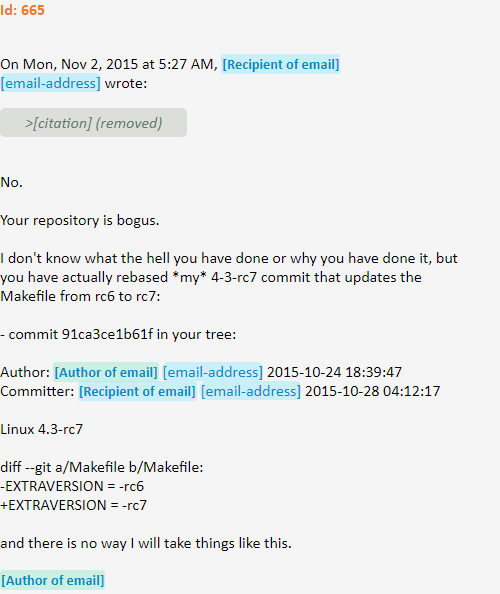 Id: 665
On Mon, Nov 2, 2015 at 5:27 AM, [Recipient of email]
[email-address] wrote:
>[citation] (removed)
No.
Your repository is bogus.
I don't know what the hell you have done or why you have done it, but
you have actually rebased *my* 4-3-rc7 commit that updates the
Makefile from rc6 to rc7:
- commit 91ca3ce1b61f in your tree:
Author: [Author of email] [email-address] 2015-10-24 18:39:47
Committer: [Recipient of email] [email-address] 2015-10-28 04:12:17
Linux 4.3-rc7
diff --git a/Makefile b/Makefile:
-EXTRAVERSION = -rc6
+EXTRAVERSION = -rc7
and there is no way I will take things like this.
[Author of email]